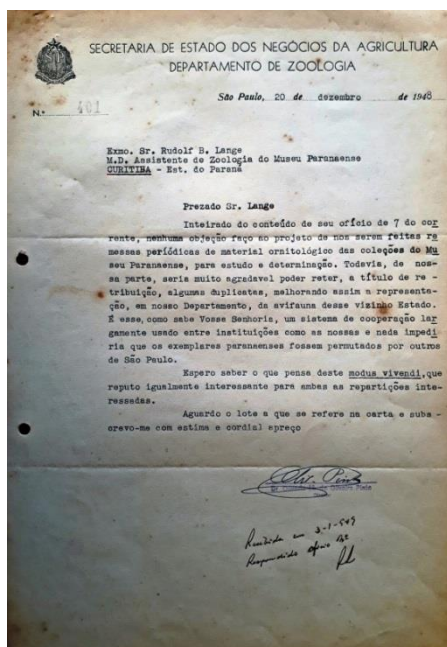 SECRETARIA DE ESTADO DOS NEGÓCIOS DA AGRICULTURA
DEPARTAMENTO DE ZOOLOGIA
São Paulo, 20 de dezembro de 1948
N.º 401
Exmo. Sr. Rudolf B. Lange
M.D. Assistente de Zoologia do Museu Paranaense
CURITIBA - Est. do Paraná
Prezado Sr. Lange
Inteirado do conteúdo de seu ofício de 7 do cor
rente, nenhuma objeção faço ao projeto de nos serem feitas re
messas periódicas de material ornitológico das coleções do Mu
seu Paranaense, para estudo e determinação. Todavia, de nos-
sa parte, seria muito agradavel poder reter, a título de re-
tribuição, algumas duplicatas, melhorando assim a representa-
ção, em nosso Departamento, da avifauna desse vizinho Estado.
É esse, como sabe Vossa Senhoria, um sistema de cooperação lar
gamente usado entre instituições como as nossas e nada impedi
ria que os exemplares paranaenses fossem permutados por outros
de São Paulo.
Espero saber o que pensa deste modus vivendi, que
reputo igualmente interessante para ambas as repartições inte-
ressadas.
Aguardo o lote a que se refere na carta e subs -
crevo-me com estima e cordial apreço
Oliv. Pinto
Recebida em 3-1-949
Respondida ofício